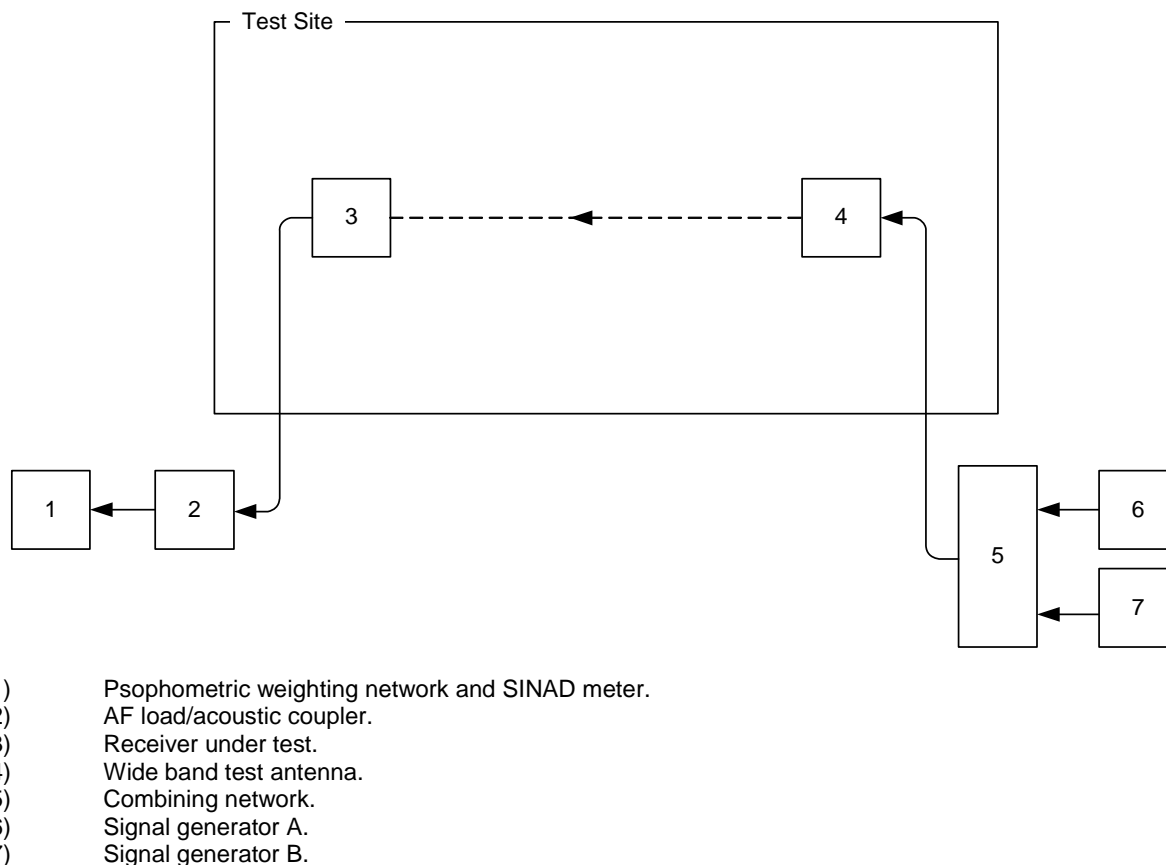 Test Site
3
4
1
2
5
6
7
) Psophometric weighting network and SINAD meter.
) AF load/acoustic coupler.
) Receiver under test.
) Wide band test antenna.
) Combining network.
) Signal generator A.
) Signal generator B.